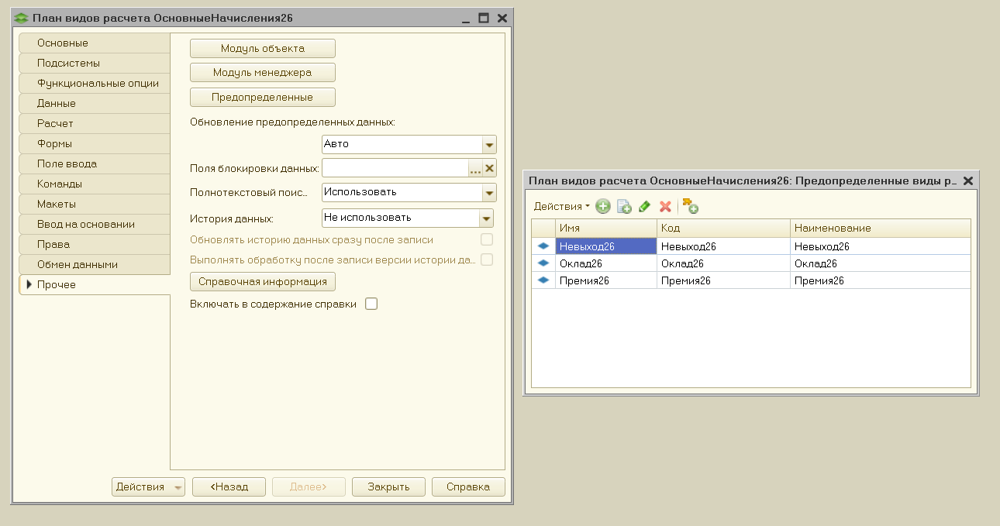 План видов расчета ОсновныеНачисления26
Основные
Подсистемы
Функциональные опции
Данные
Расчет
Формы
Поле ввода
Команды
Макеты
Ввод на основании
Права
Обмен данными
Прочее
Модуль объекта
Модуль менеджера
Предопределенные
Обновление предопределенных данных:
Авто
Поля блокировки данных:
...
Полнотекстовый поис... Использовать
История данных: Не использовать
Обновлять историю данных сразу после записи
Выполнять обработку после записи версии истории да...
Справочная информация
Включать в содержание справки
Действия <Назад Далее> Закрыть Справка
План видов расчета ОсновныеНачисления26: Предопределенные виды р...
Действия
Имя Код Наименование
Невыход26 Невыход26 Невыход26
Оклад26 Оклад26 Оклад26
Премия26 Премия26 Премия26